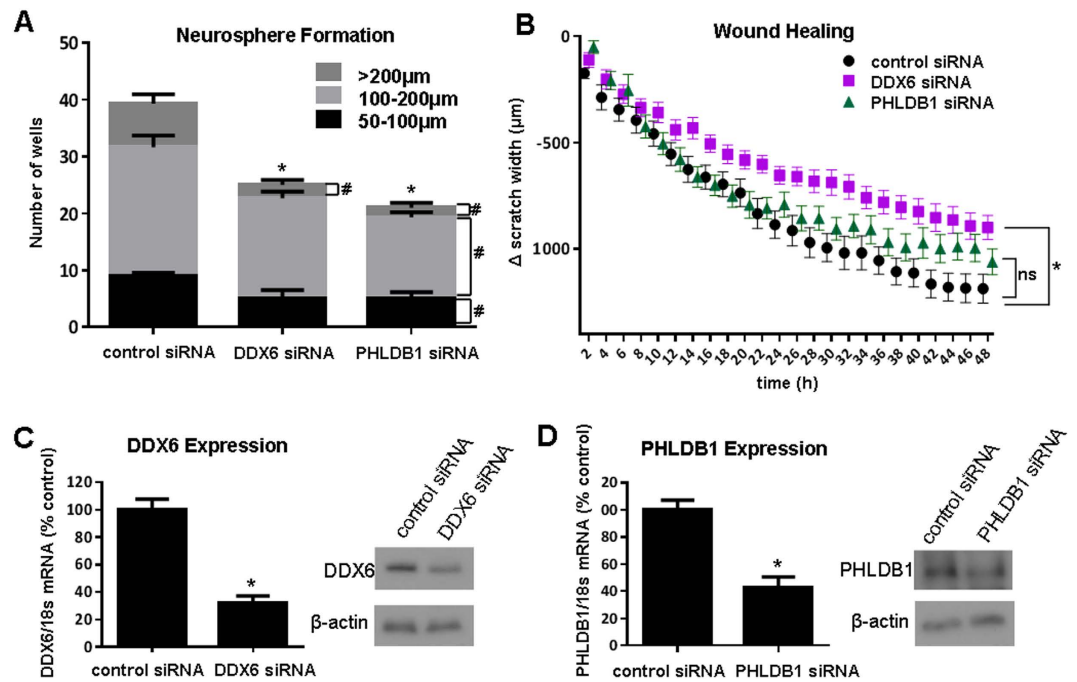 A
Neurosphere Formation
Number of wells
50
40
30
20
10
0
>200μm
100-200μm
50-100μm
*
#
*
#
#
#
control siRNA
DDX6 siRNA
PHLDB1 siRNA
B
Wound Healing
Δ scratch width (μm)
0
-500
1000
control siRNA
DDX6 siRNA
PHLDB1 siRNA
ns
*
2 4 6 8 10 12 14 16 18 20 22 24 26 28 30 32 34 36 38 40 42 44 46 48
time (h)
C
DDX6 Expression
DDX6/18s mRNA (% control)
120
100
80
60
40
20
0
*
control siRNA
DDX6 siRNA
control siRNA
DDX6 siRNA
DDX6
β-actin
D
PHLDB1 Expression
PHLDB1/18s mRNA (% control)
20
00
80
60
40
20
0
*
control siRNA
PHLDB1 siRNA
control siRNA
PHLDB1 siRNA
PHLDB1
β-actin